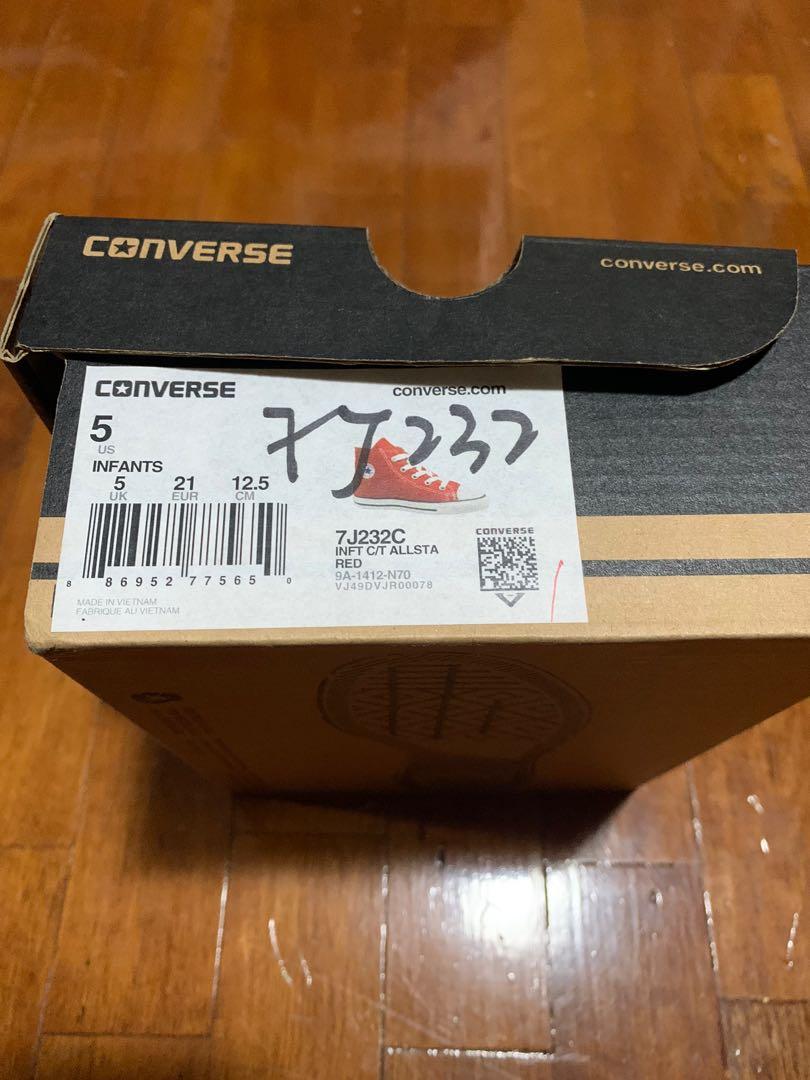 CONVERSE
converse.com
CONVERSE
converse.com
7J232
5
US
INFANTS
5 21 12.5
UK EUR CM
8 86952 77565 0
7J232C
INFT C/T ALLSTA
RED
9A-1412-N70
VJ49DVJR00078
CONVERSE
MADE IN VIETNAM
FABRIQUE AU VIETNAM